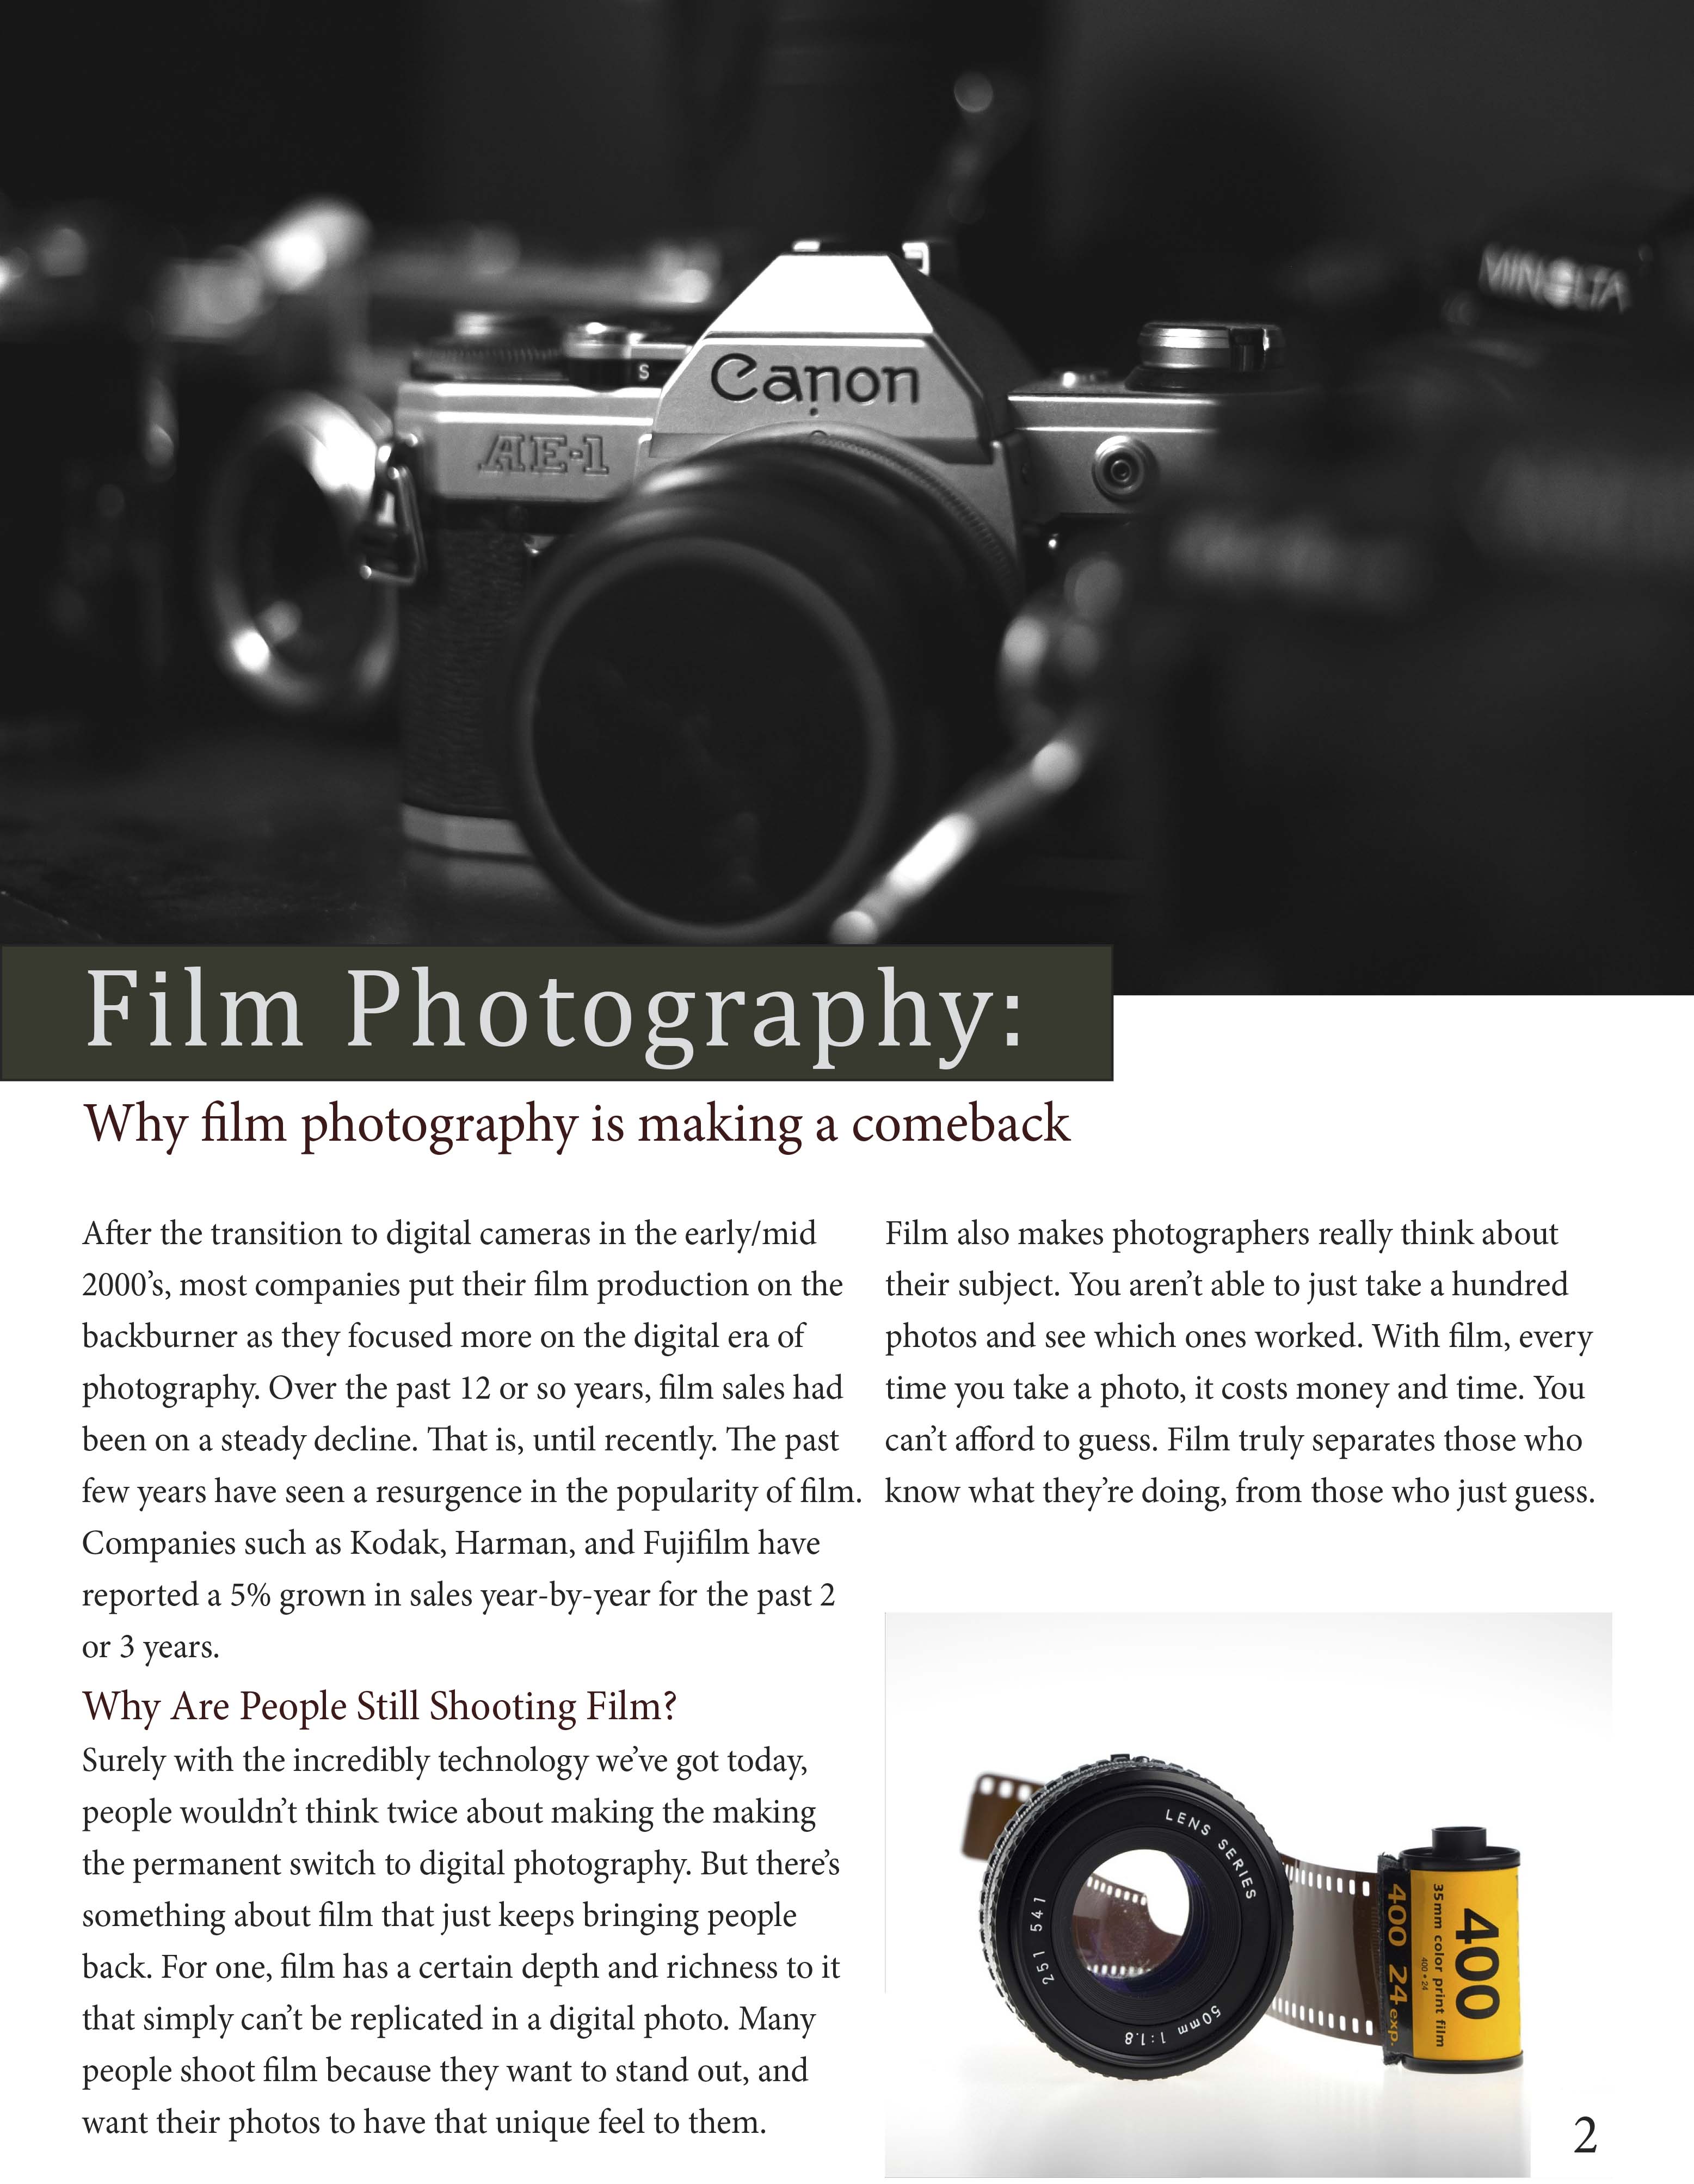 MINOLTA
S
Canon
AE-1
Film Photography:
Why film photography is making a comeback
After the transition to digital cameras in the early/mid
2000's, most companies put their film production on the
backburner as they focused more on the digital era of
photography. Over the past 12 or so years, film sales had
been on a steady decline. That is, until recently. The past
few years have seen a resurgence in the popularity of film.
Companies such as Kodak, Harman, and Fujifilm have
reported a 5% grown in sales year-by-year for the past 2
or 3 years.
Why Are People Still Shooting Film?
Surely with the incredibly technology we've got today,
people wouldn't think twice about making the making
the permanent switch to digital photography. But there's
something about film that just keeps bringing people
back. For one, film has a certain depth and richness to it
that simply can't be replicated in a digital photo. Many
people shoot film because they want to stand out, and
want their photos to have that unique feel to them.
Film also makes photographers really think about
their subject. You aren't able to just take a hundred
photos and see which ones worked. With film, every
time you take a photo, it costs money and time. You
can't afford to guess. Film truly separates those who
know what they're doing, from those who just guess.
LENS SERIES
251 541
50mm 1:1.8
400
35mm color print film
400 • 24
400 24 exp.
2